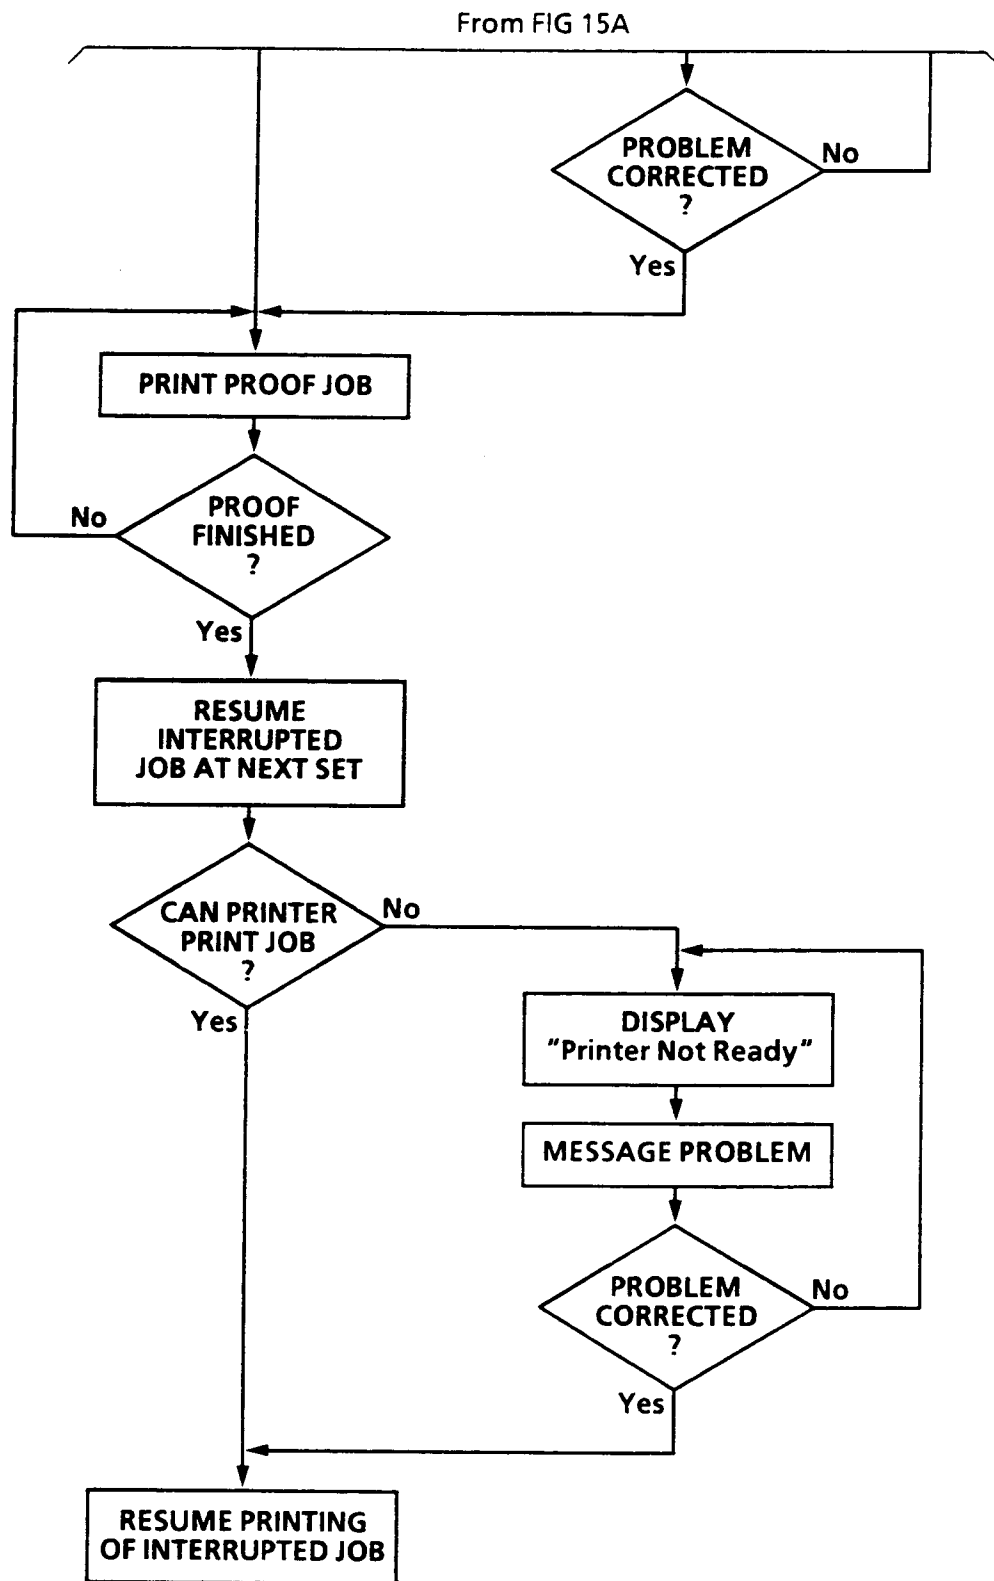 From FIG 15A
PROBLEM
CORRECTED
?
No
Yes
PRINT PROOF JOB
PROOF
FINISHED
?
No
Yes
RESUME
INTERRUPTED
JOB AT NEXT SET
CAN PRINTER
PRINT JOB
?
No
Yes
DISPLAY
"Printer Not Ready"
MESSAGE PROBLEM
PROBLEM
CORRECTED
?
No
Yes
RESUME PRINTING
OF INTERRUPTED JOB